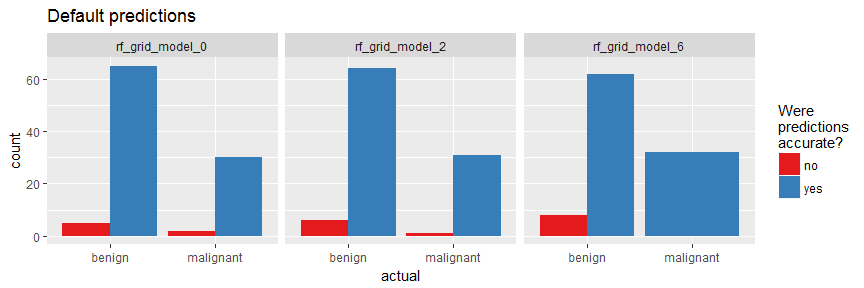 Default predictions
rf_grid_model_0
rf_grid_model_2
rf_grid_model_6
count
60
40
20
0
benign
malignant
benign
malignant
benign
malignant
actual
Were
predictions
accurate?
no
yes